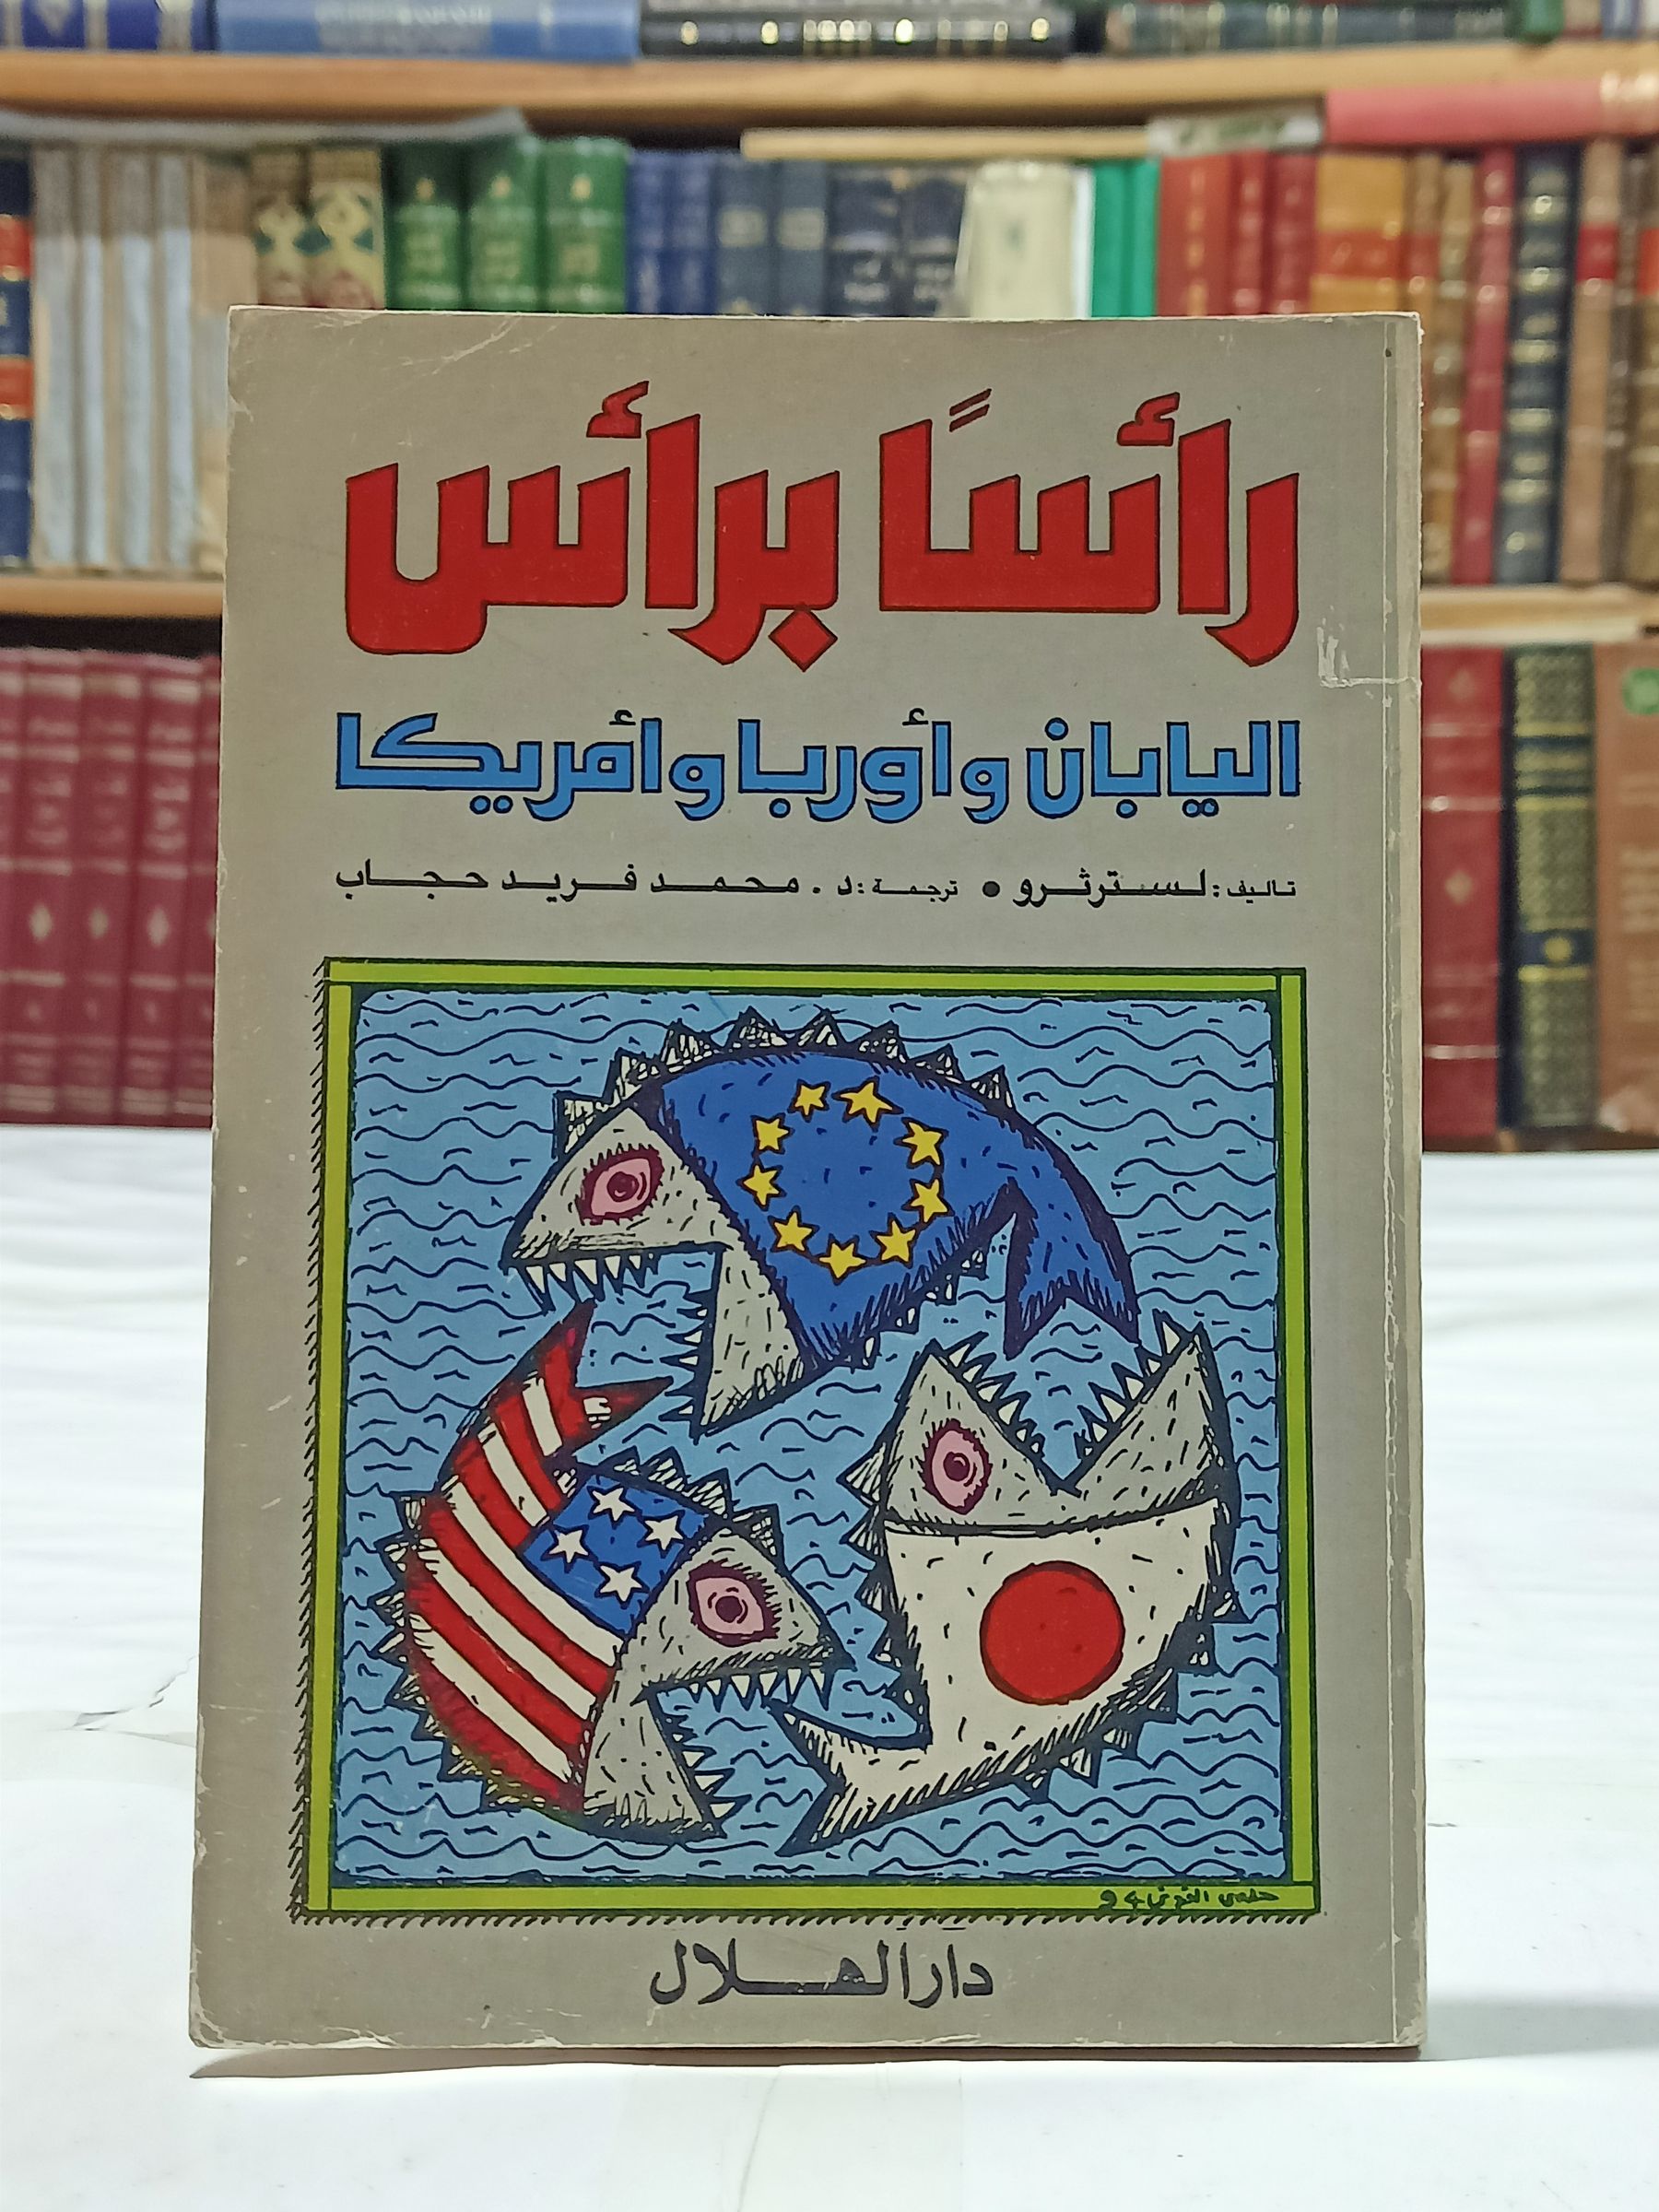 رأسًا برأس
اليابان وأوربا وأمريكا
تاليف: لسترثرو • ترجمة: د. محمد فريد حجاب
دار الهلال